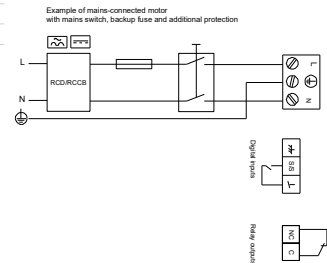 Example of mains-connected motor
with mains switch, backup fuse and additional protection
L
RCD/RCCB
N
L
N
Digital inputs
S/S
Relay outputs
NC
C